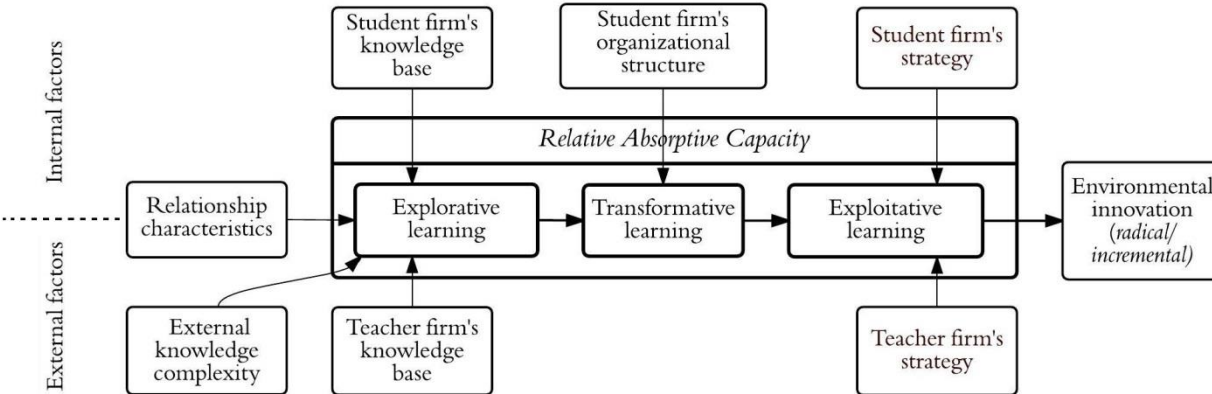 Internal factors
External factors
Student firm's
knowledge
base
Student firm's
organizational
structure
Student firm's
strategy
Relative Absorptive Capacity
Relationship
characteristics
Explorative
learning
Transformative
learning
Exploitative
learning
Environmental
innovation
(radical/
incremental)
External
knowledge
complexity
Teacher firm's
knowledge
base
Teacher firm's
strategy